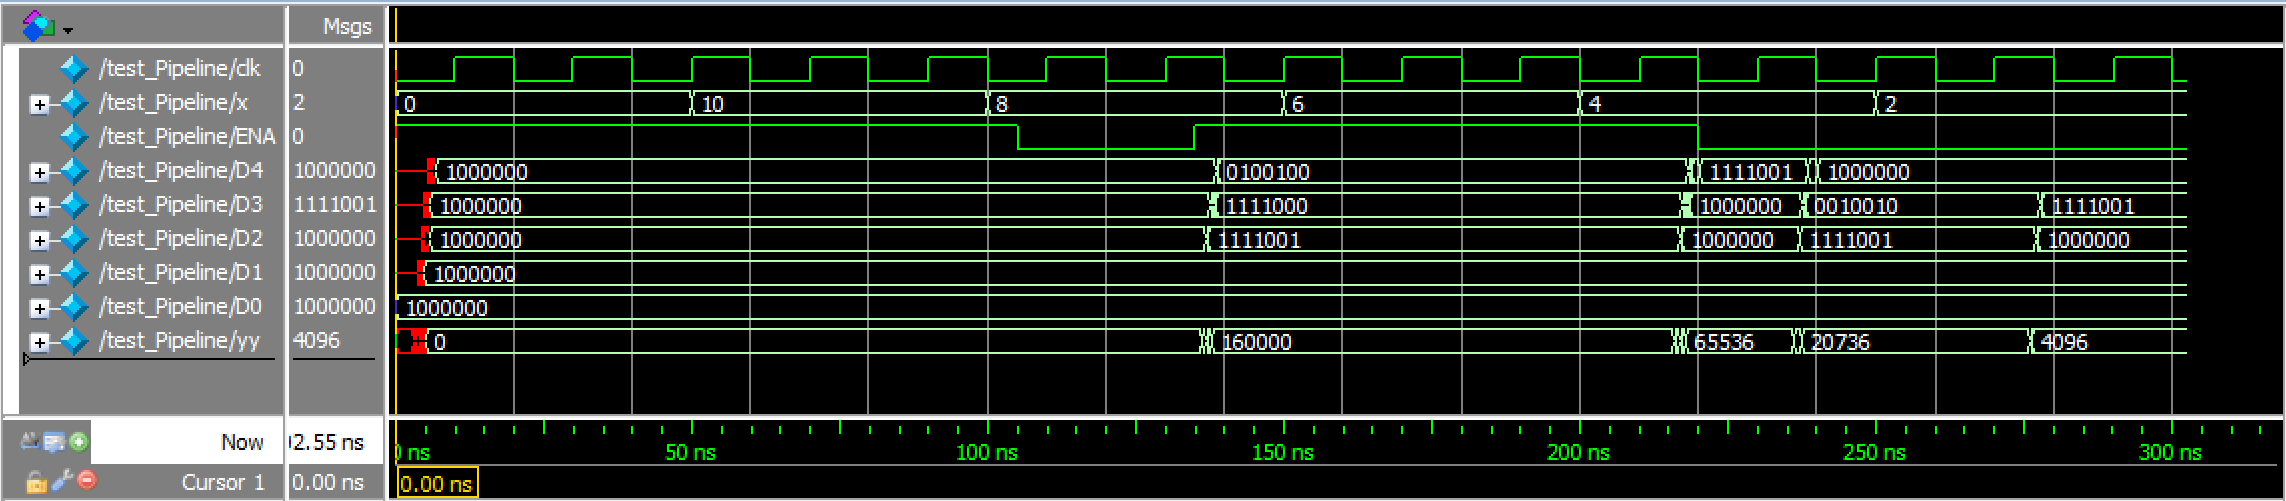 Msgs
/test_Pipeline/clk 0
/test_Pipeline/x 2 0 10 8 6 4 2
/test_Pipeline/ENA 0
/test_Pipeline/D4 1000000 1000000 0100100 1111001 1000000
/test_Pipeline/D3 1111001 1000000 1111000 1000000 0010010 1111001
/test_Pipeline/D2 1000000 1000000 1111001 1000000 1111001 1000000
/test_Pipeline/D1 1000000 1000000
/test_Pipeline/D0 1000000 1000000
/test_Pipeline/yy 4096 0 160000 65536 20736 4096
Now 02.55 ns 0 ns 50 ns 100 ns 150 ns 200 ns 250 ns 300 ns
Cursor 1 0.00 ns 0.00 ns